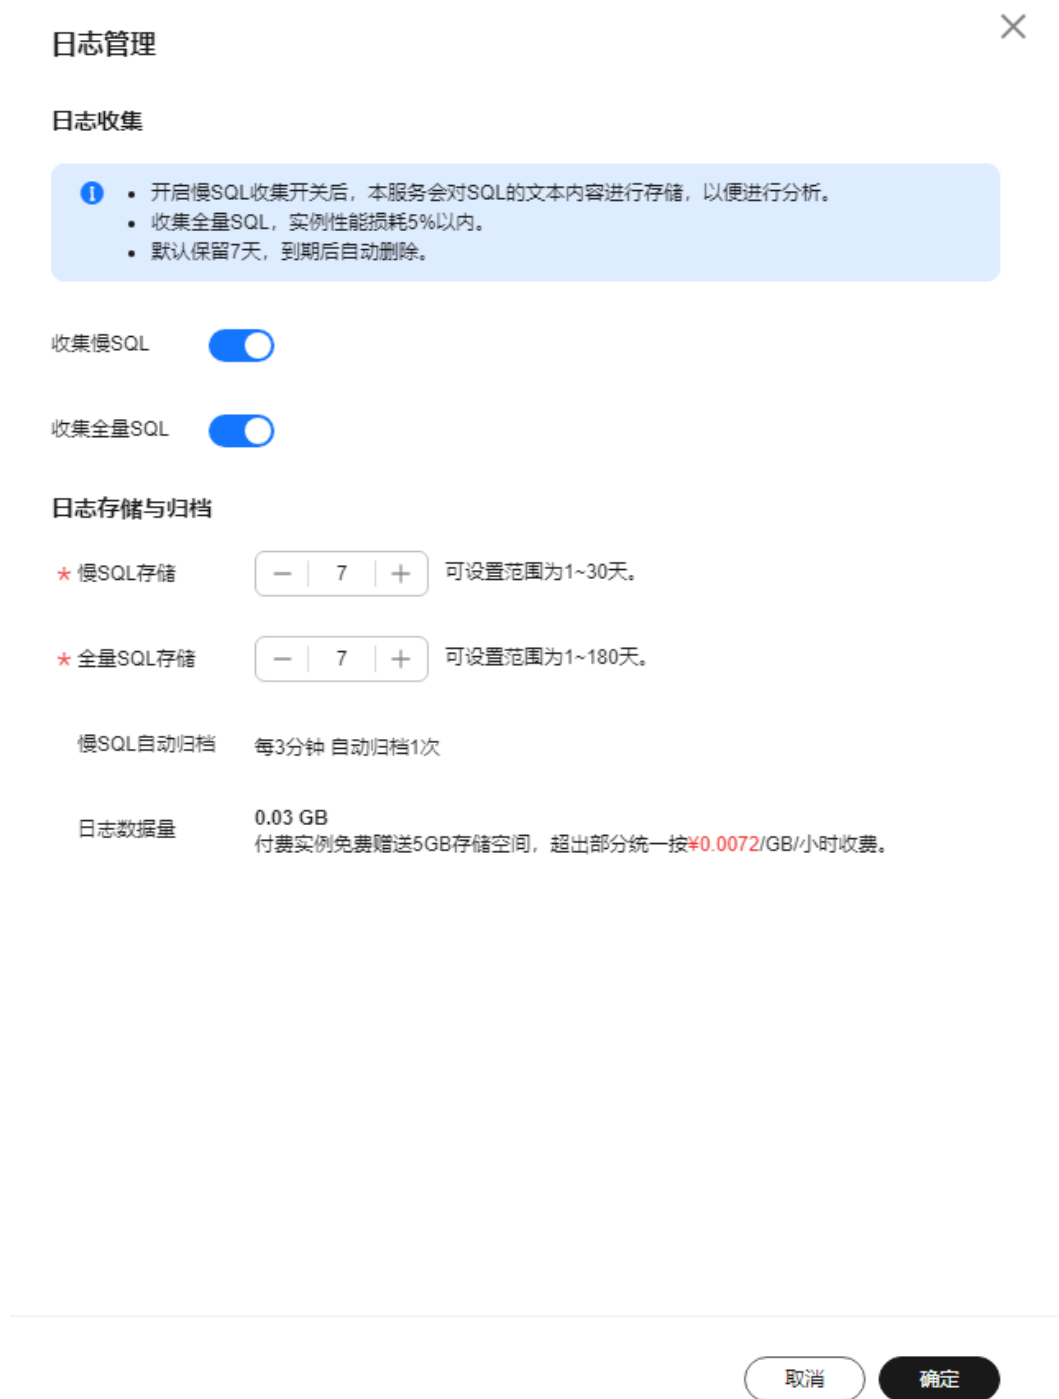 日志管理
日志收集
开启慢SQL收集开关后，本服务会对SQL的文本内容进行存储，以便进行分析。
收集全量SQL，实例性能损耗5%以内。
默认保留7天，到期后自动删除。
收集慢SQL
收集全量SQL
日志存储与归档
* 慢SQL存储 7 可设置范围为1~30天。
* 全量SQL存储 7 可设置范围为1~180天。
慢SQL自动归档 每3分钟 自动归档1次
日志数据量 0.03 GB
付费实例免费赠送5GB存储空间，超出部分统一按¥0.0072/GB/小时收费。
取消 确定